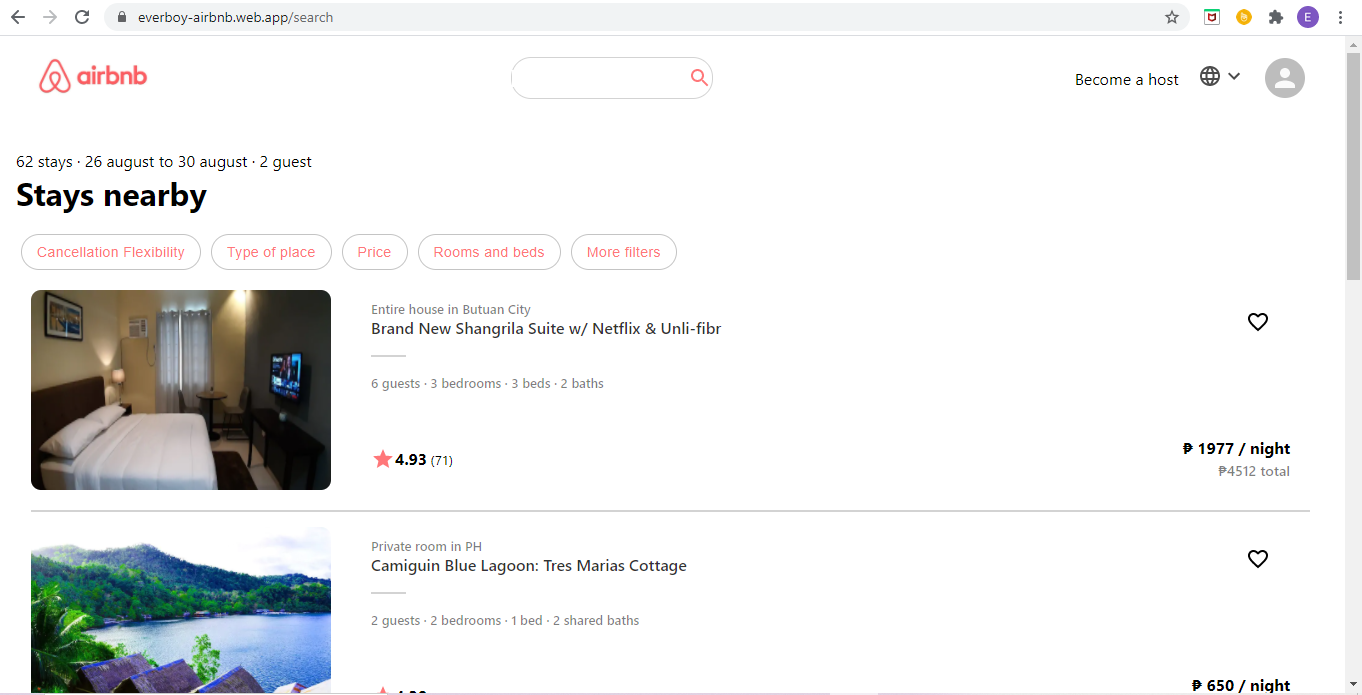 everboy-airbnb.web.app/search
E
airbnb
Become a host
62 stays · 26 august to 30 august · 2 guest
Stays nearby
Cancellation Flexibility
Type of place
Price
Rooms and beds
More filters
Entire house in Butuan City
Brand New Shangrila Suite w/ Netflix & Unli-fibr
6 guests · 3 bedrooms · 3 beds · 2 baths
4.93 (71)
₱ 1977 / night
₱4512 total
Private room in PH
Camiguin Blue Lagoon: Tres Marias Cottage
2 guests · 2 bedrooms · 1 bed · 2 shared baths
₱ 650 / night